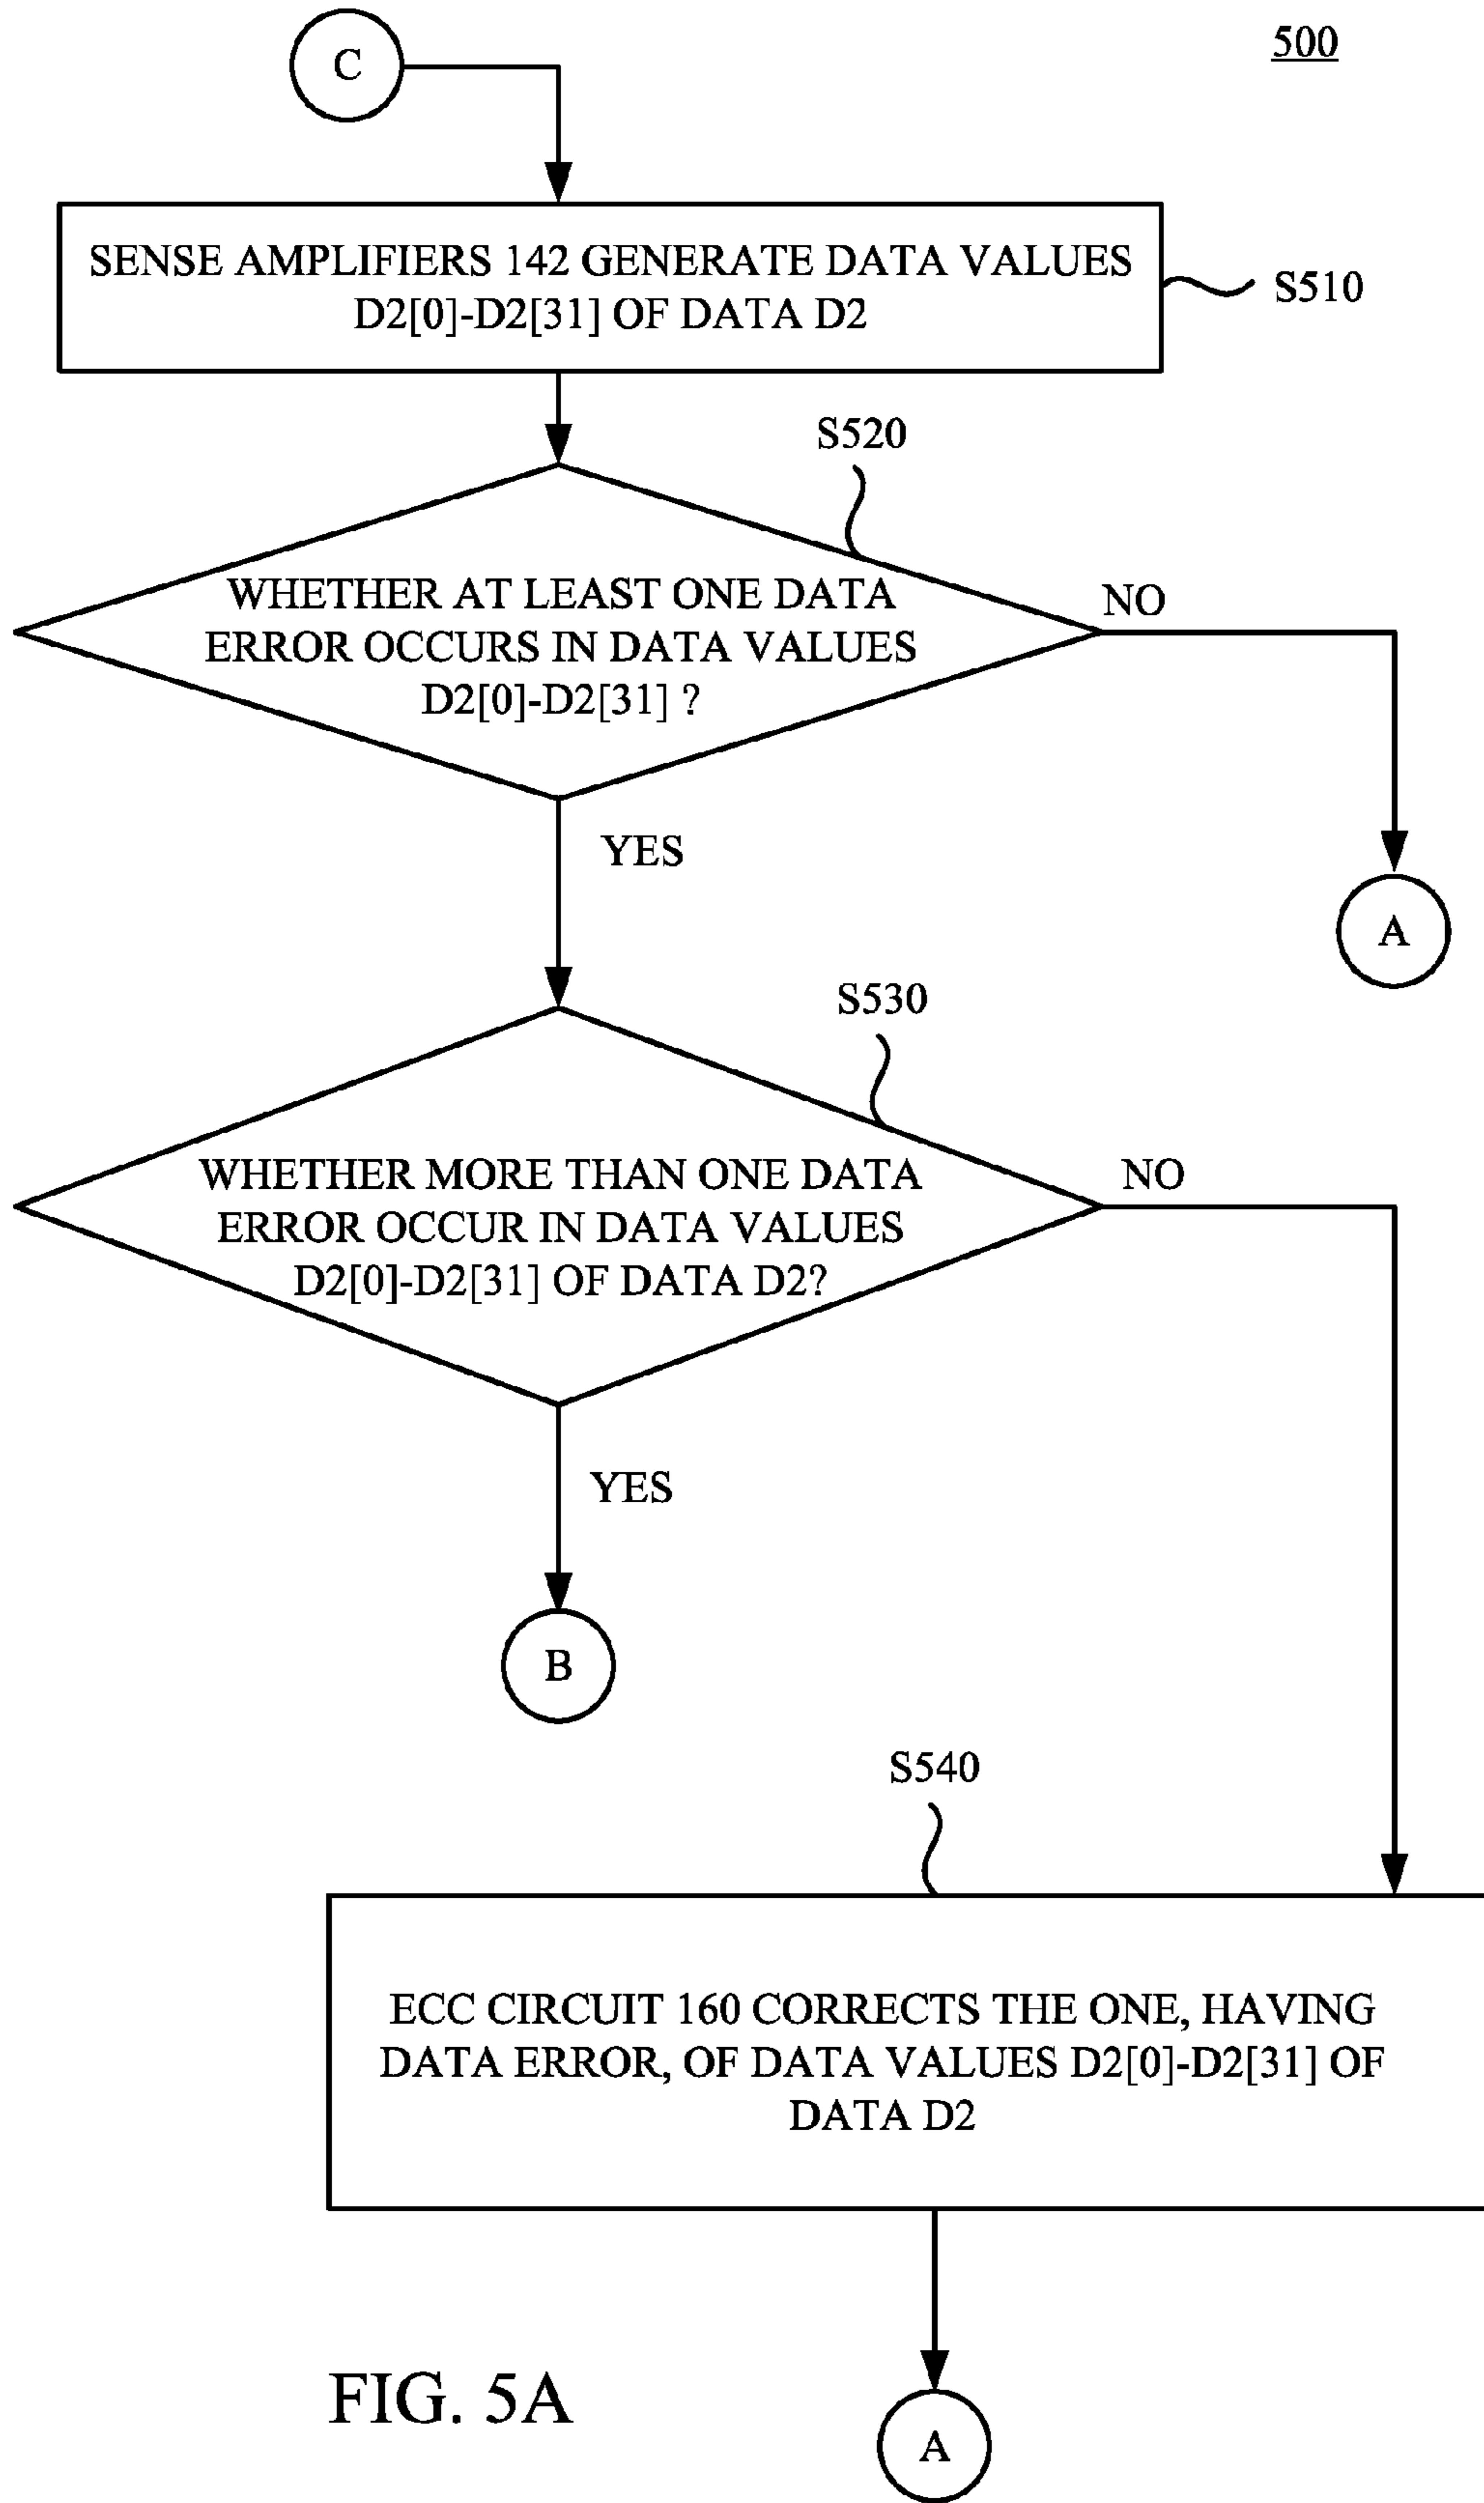 500
C
SENSE AMPLIFIERS 142 GENERATE DATA VALUES
D2[0]-D2[31] OF DATA D2
S510
S520
WHETHER AT LEAST ONE DATA
ERROR OCCURS IN DATA VALUES
D2[0]-D2[31] ?
NO
YES
A
S530
WHETHER MORE THAN ONE DATA
ERROR OCCUR IN DATA VALUES
D2[0]-D2[31] OF DATA D2?
NO
YES
B
S540
ECC CIRCUIT 160 CORRECTS THE ONE, HAVING
DATA ERROR, OF DATA VALUES D2[0]-D2[31] OF
DATA D2
FIG. 5A
A